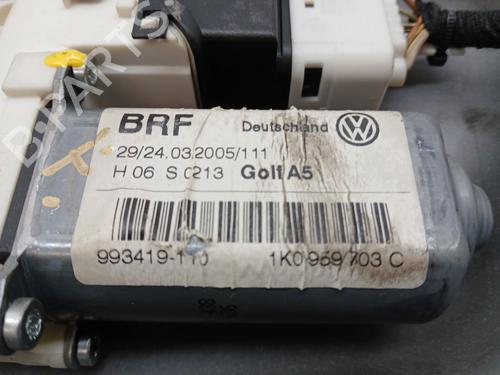 B-PARTS
BRF Deutschland
29/24.03.2005/111
H 06 S 0213 Golf A5
993419-110 1K0 959 703 C